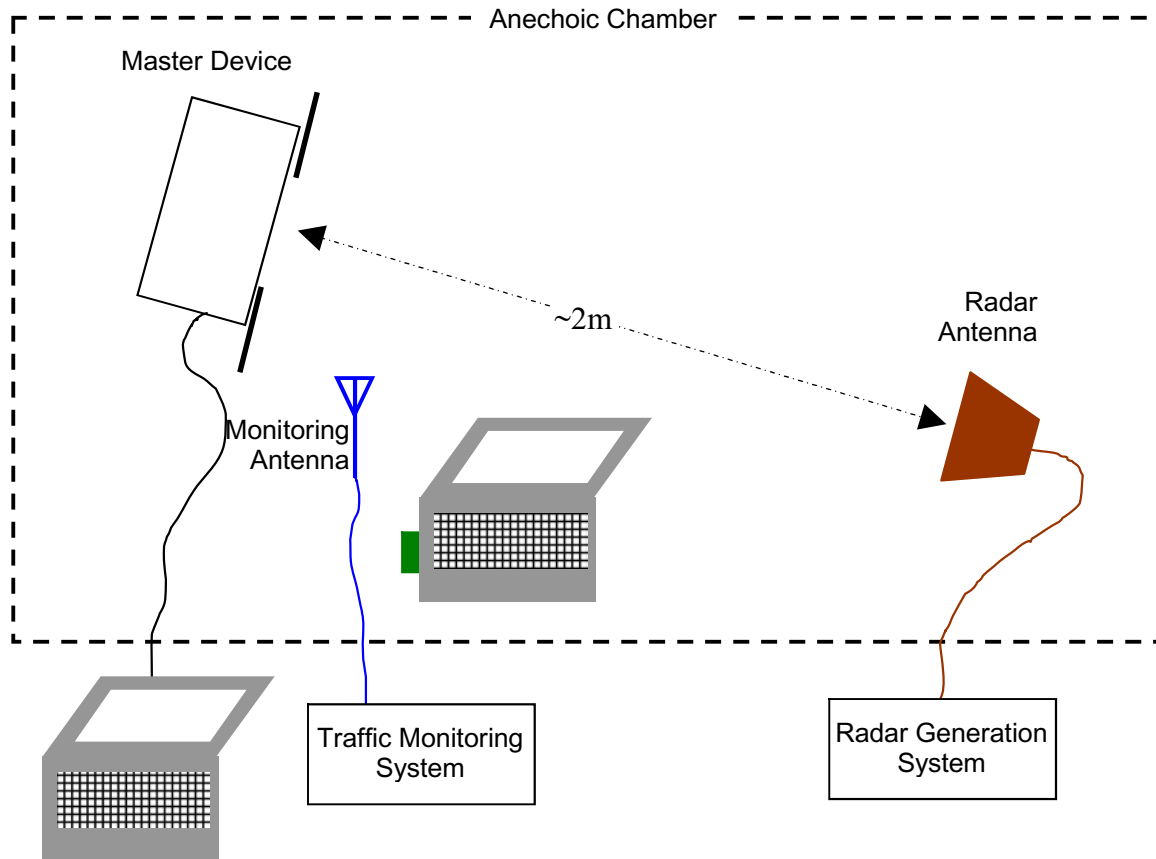 Anechoic Chamber
Master Device
~2m
Radar
Antenna
Monitoring
Antenna
Traffic Monitoring
System
Radar Generation
System